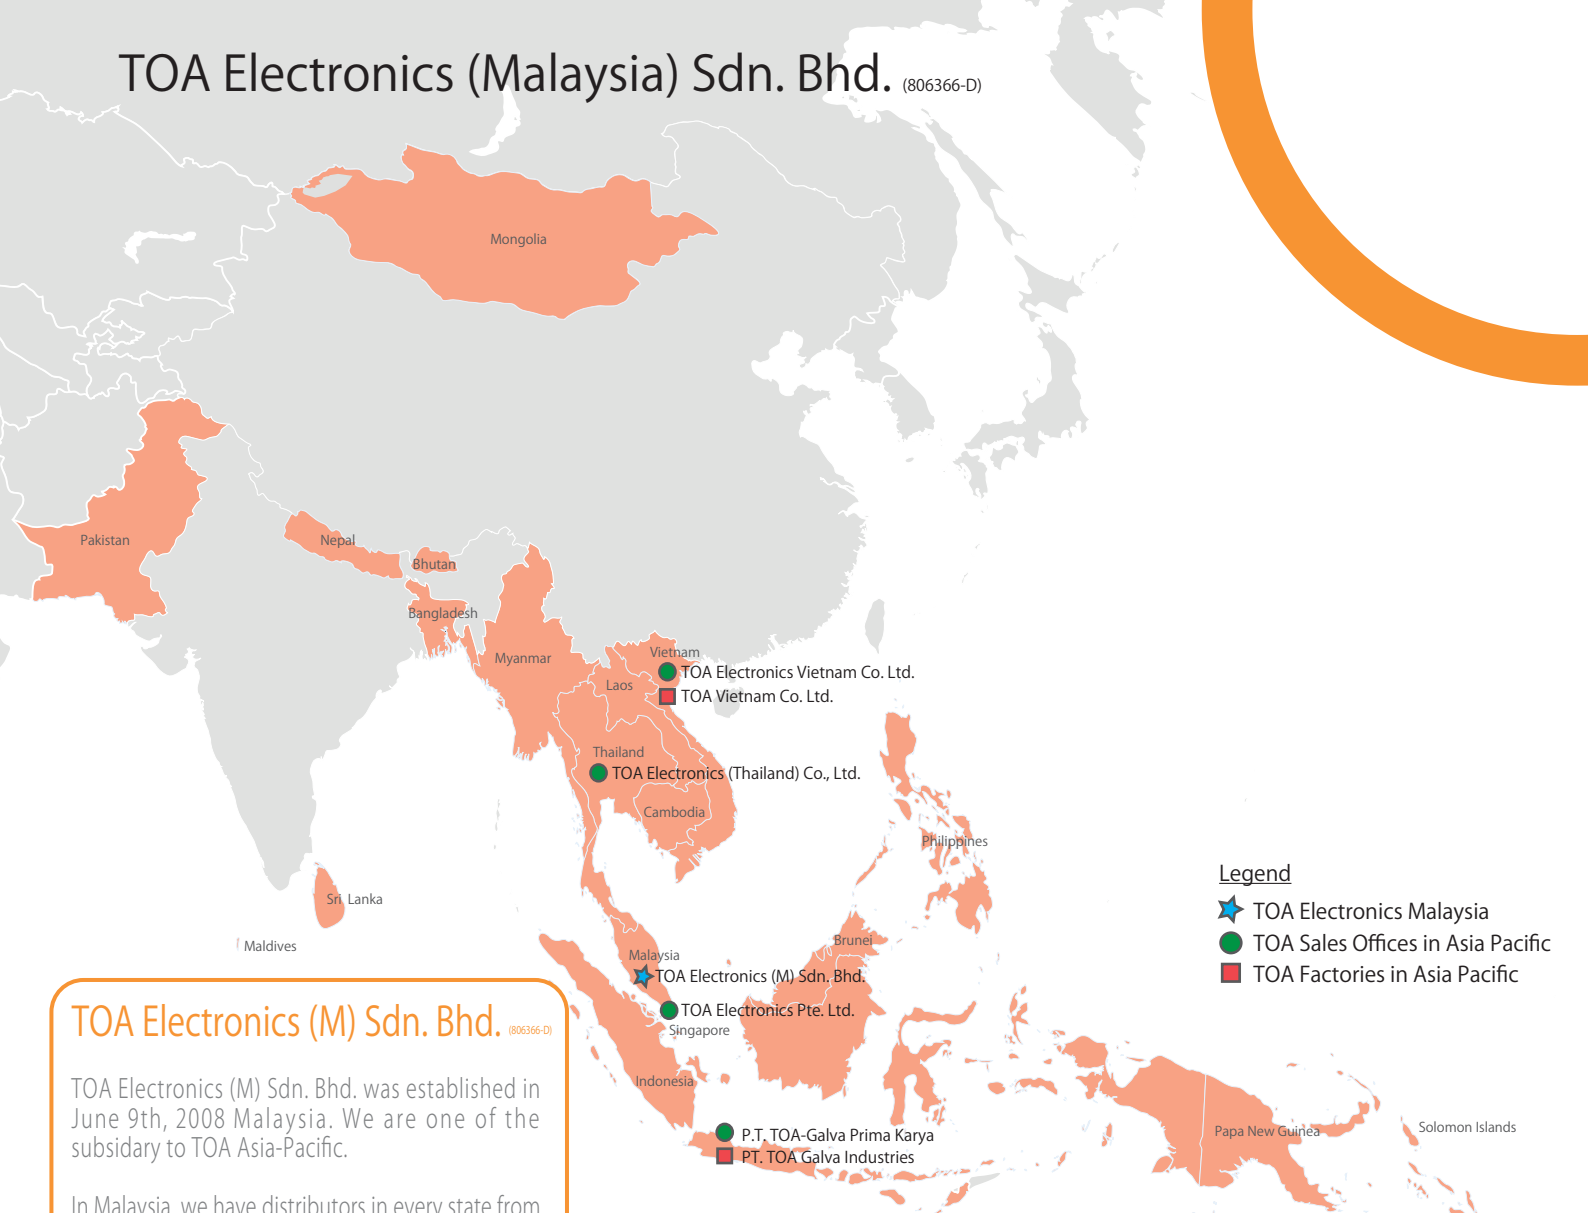 TOA Electronics (Malaysia) Sdn. Bhd. (806366-D)
Mongolia
Pakistan
Nepal
Bhutan
Bangladesh
Myanmar
Vietnam
TOA Electronics Vietnam Co. Ltd.
Laos
TOA Vietnam Co. Ltd.
Thailand
TOA Electronics (Thailand) Co., Ltd.
Cambodia
Philippines
Sri Lanka
Maldives
Brunei
Malaysia
TOA Electronics (M) Sdn. Bhd.
TOA Electronics Pte. Ltd.
Singapore
Indonesia
P.T. TOA-Galva Prima Karya
PT. TOA Galva Industries
Papua New Guinea
Solomon Islands
Legend
TOA Electronics Malaysia
TOA Sales Offices in Asia Pacific
TOA Factories in Asia Pacific
TOA Electronics (M) Sdn. Bhd. (806366-D)
TOA Electronics (M) Sdn. Bhd. was established in
June 9th, 2008 Malaysia. We are one of the
subsidary to TOA Asia-Pacific.
In Malaysia, we have distributors in every state from